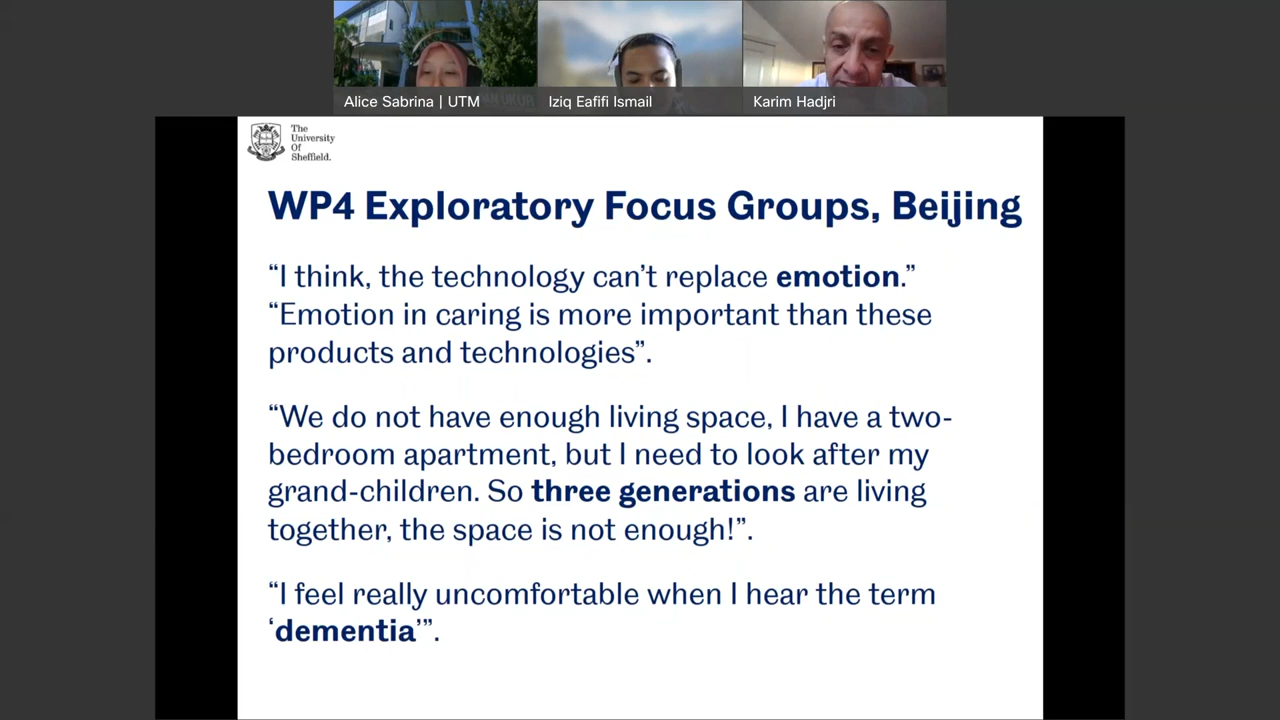 Alice Sabrina | UTM
Iziq Eafifi Ismail
Karim Hadjri
The
University
Of
Sheffield.
WP4 Exploratory Focus Groups, Beijing
“I think, the technology can’t replace emotion.”
“Emotion in caring is more important than these
products and technologies”.
“We do not have enough living space, I have a two-
bedroom apartment, but I need to look after my
grand-children. So three generations are living
together, the space is not enough!”.
“I feel really uncomfortable when I hear the term
‘dementia’”.